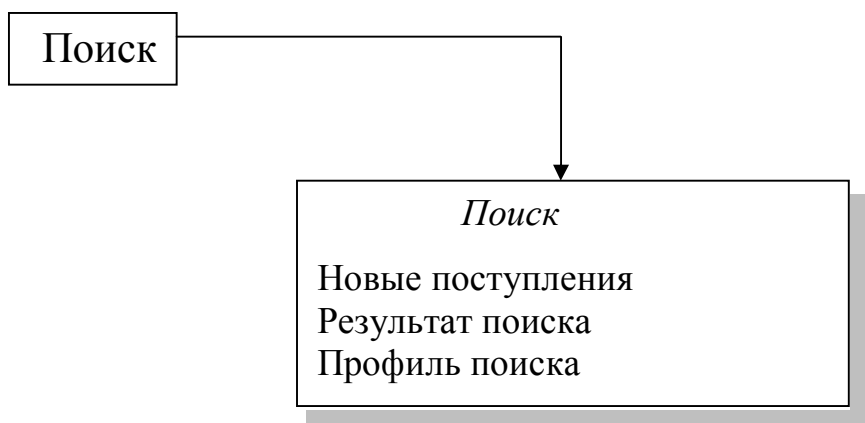 Поиск
Поиск
Новые поступления
Результат поиска
Профиль поиска